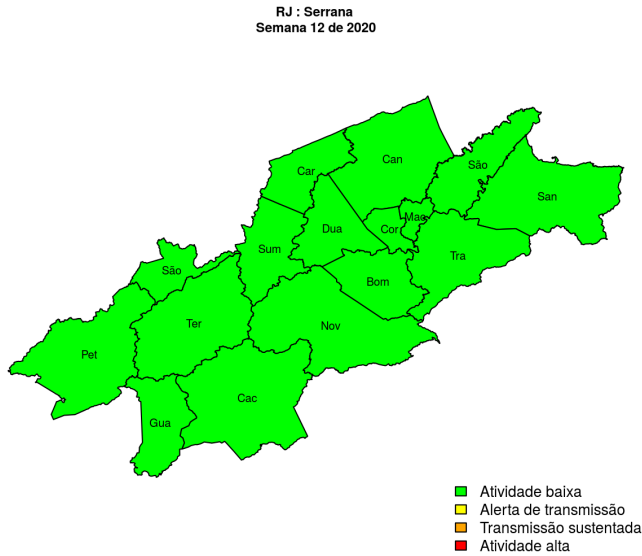 RJ : Serrana
Semana 12 de 2020
Can
São
Car
San
Mac
Dua
Cor
Sum
Tra
São
Bom
Ter
Nov
Pet
Cac
Gua
Atividade baixa
Alerta de transmissão
Transmissão sustentada
Atividade alta